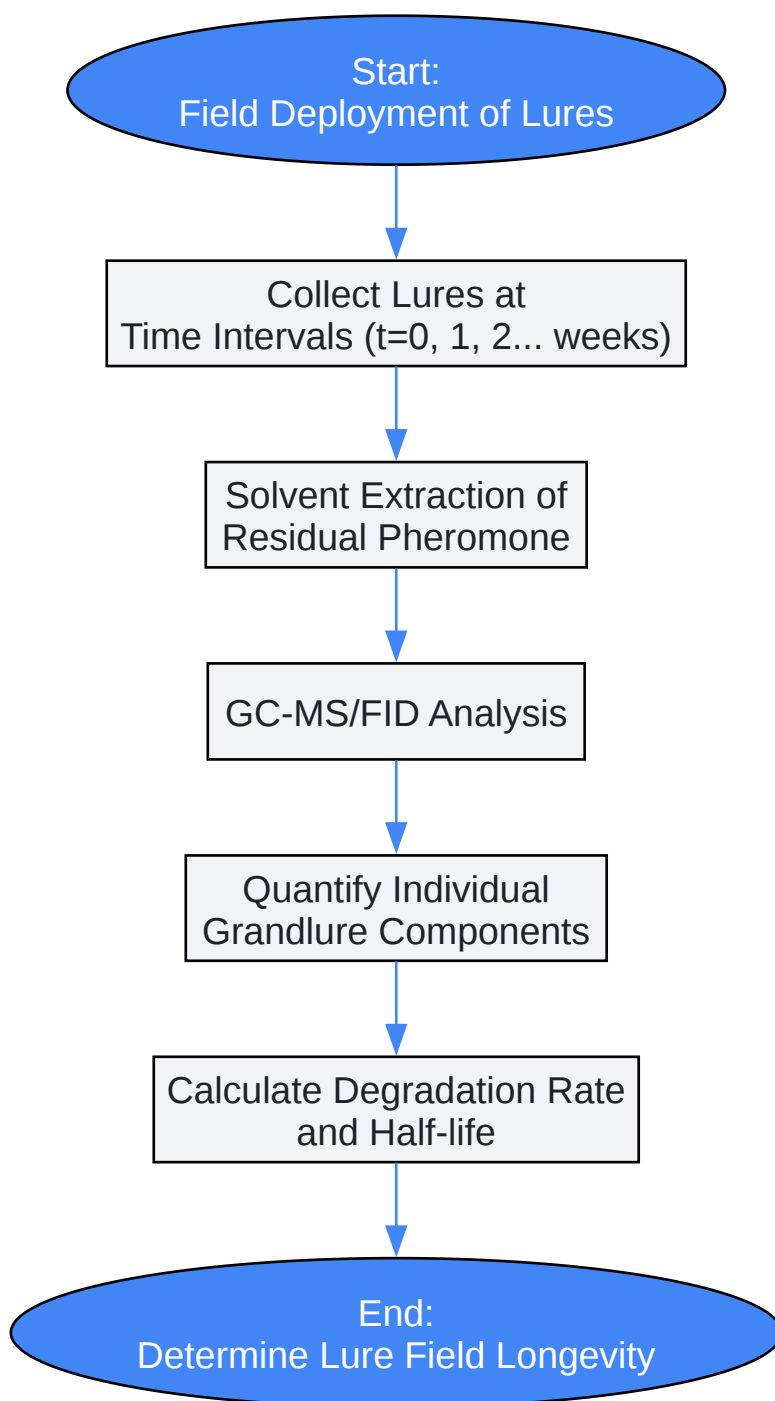 Start:
Field Deployment of Lures
Collect Lures at
Time Intervals (t=0, 1, 2... weeks)
Solvent Extraction of
Residual Pheromone
GC-MS/FID Analysis
Quantify Individual
Grandlure Components
Calculate Degradation Rate
and Half-life
End:
Determine Lure Field Longevity